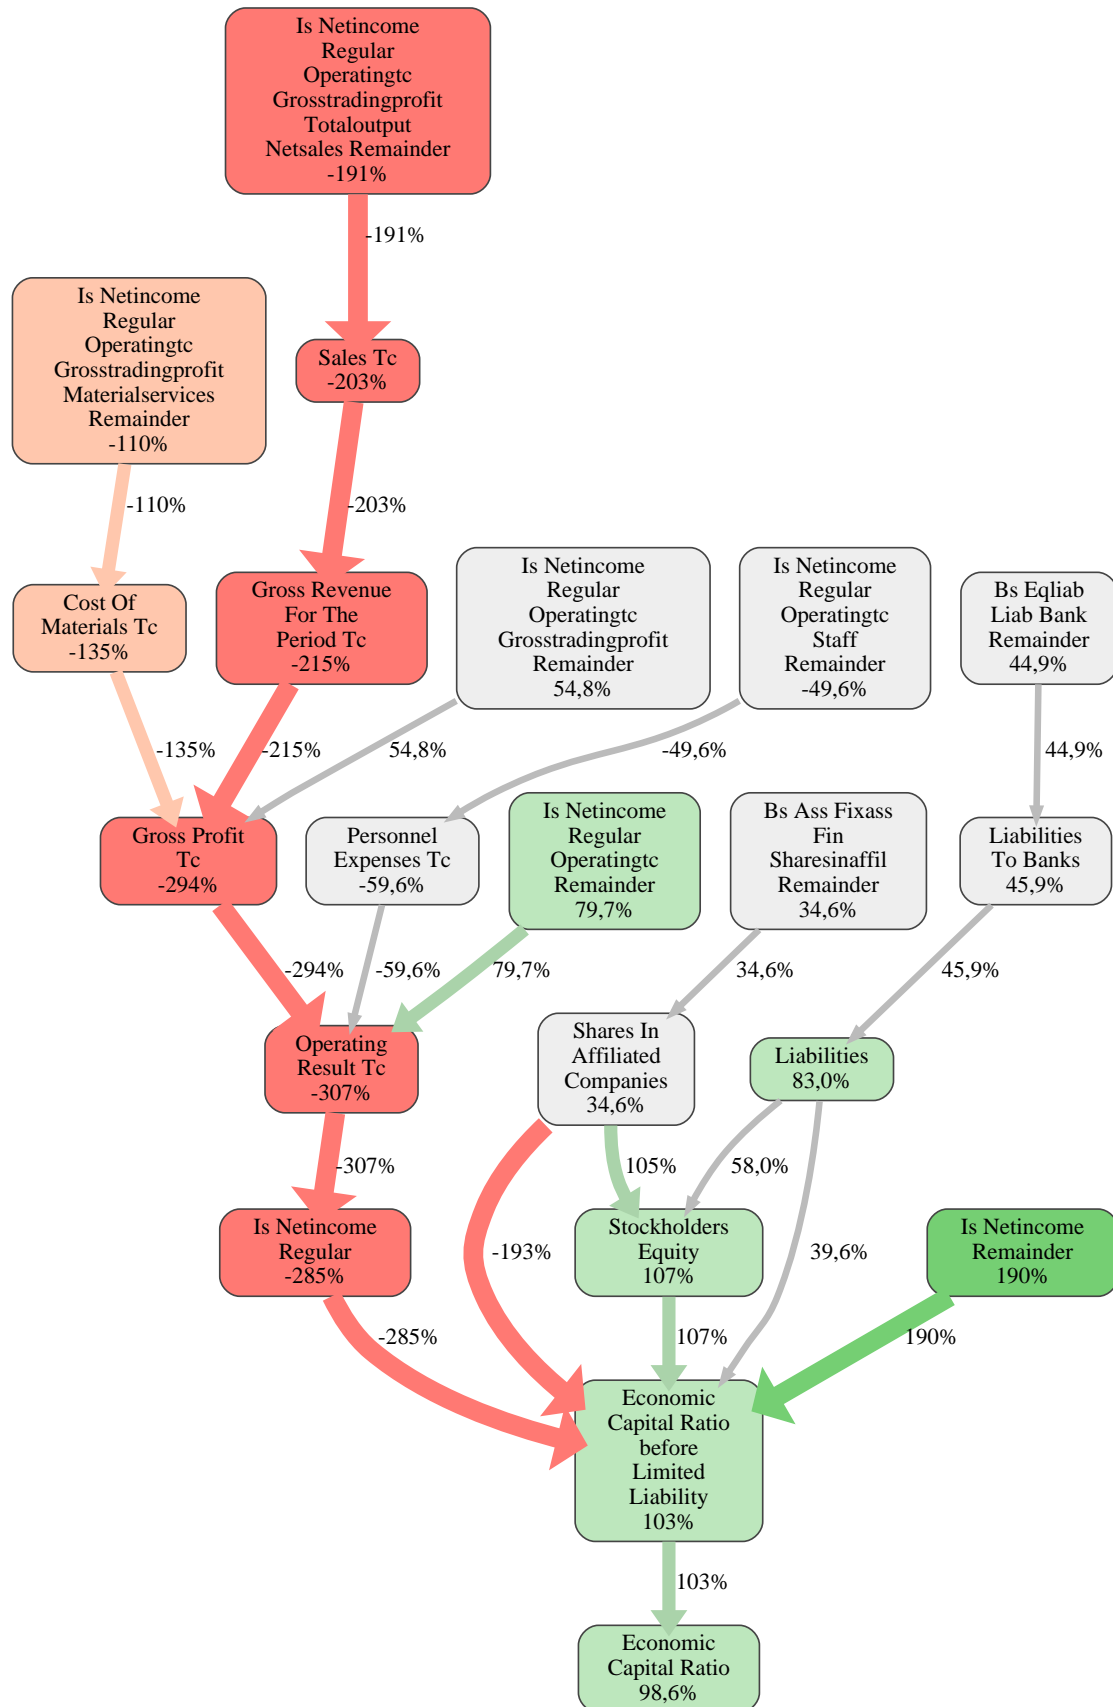 Is Netincome
Regular
Operatingtc
Grosstradingprofit
Totaloutput
Netsales Remainder
-191%
-191%
Is Netincome
Regular
Operatingtc
Grosstradingprofit
Materialservices
Remainder
-110%
Sales Tc
-203%
-110%
-203%
Is Netincome
Regular
Operatingtc
Grosstradingprofit
Remainder
54,8%
Is Netincome
Regular
Operatingtc
Staff
Remainder
-49,6%
Cost Of
Materials Tc
-135%
Gross Revenue
For The
Period Tc
-215%
Bs Eqliab
Liab Bank
Remainder
44,9%
-135%
-215%
54,8%
-49,6%
44,9%
Gross Profit
Tc
-294%
Personnel
Expenses Tc
-59,6%
Is Netincome
Regular
Operatingtc
Remainder
79,7%
Bs Ass Fixass
Fin
Sharesinaffil
Remainder
34,6%
Liabilities
To Banks
45,9%
-294%
-59,6%
79,7%
34,6%
45,9%
Operating
Result Tc
-307%
Shares In
Affiliated
Companies
34,6%
Liabilities
83,0%
-307%
105%
58,0%
Is Netincome
Regular
-285%
-193%
Stockholders
Equity
107%
39,6%
Is Netincome
Remainder
190%
-285%
107%
190%
Economic
Capital Ratio
before
Limited
Liability
103%
103%
Economic
Capital Ratio
98,6%